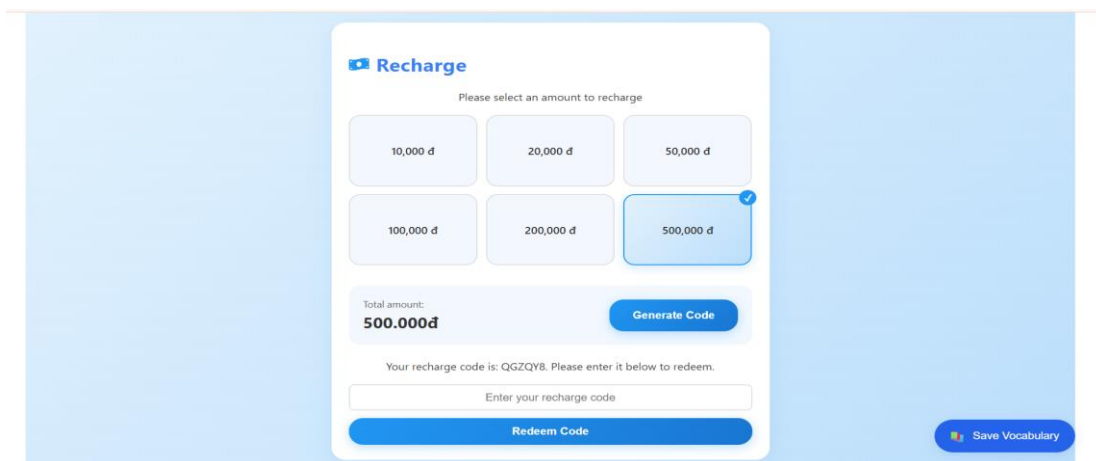 Recharge
Please select an amount to recharge
10,000 đ
20,000 đ
50,000 đ
100,000 đ
200,000 đ
500,000 đ
Total amount:
500.000đ
Generate Code
Your recharge code is: QGZQY8. Please enter it below to redeem.
Enter your recharge code
Redeem Code
Save Vocabulary